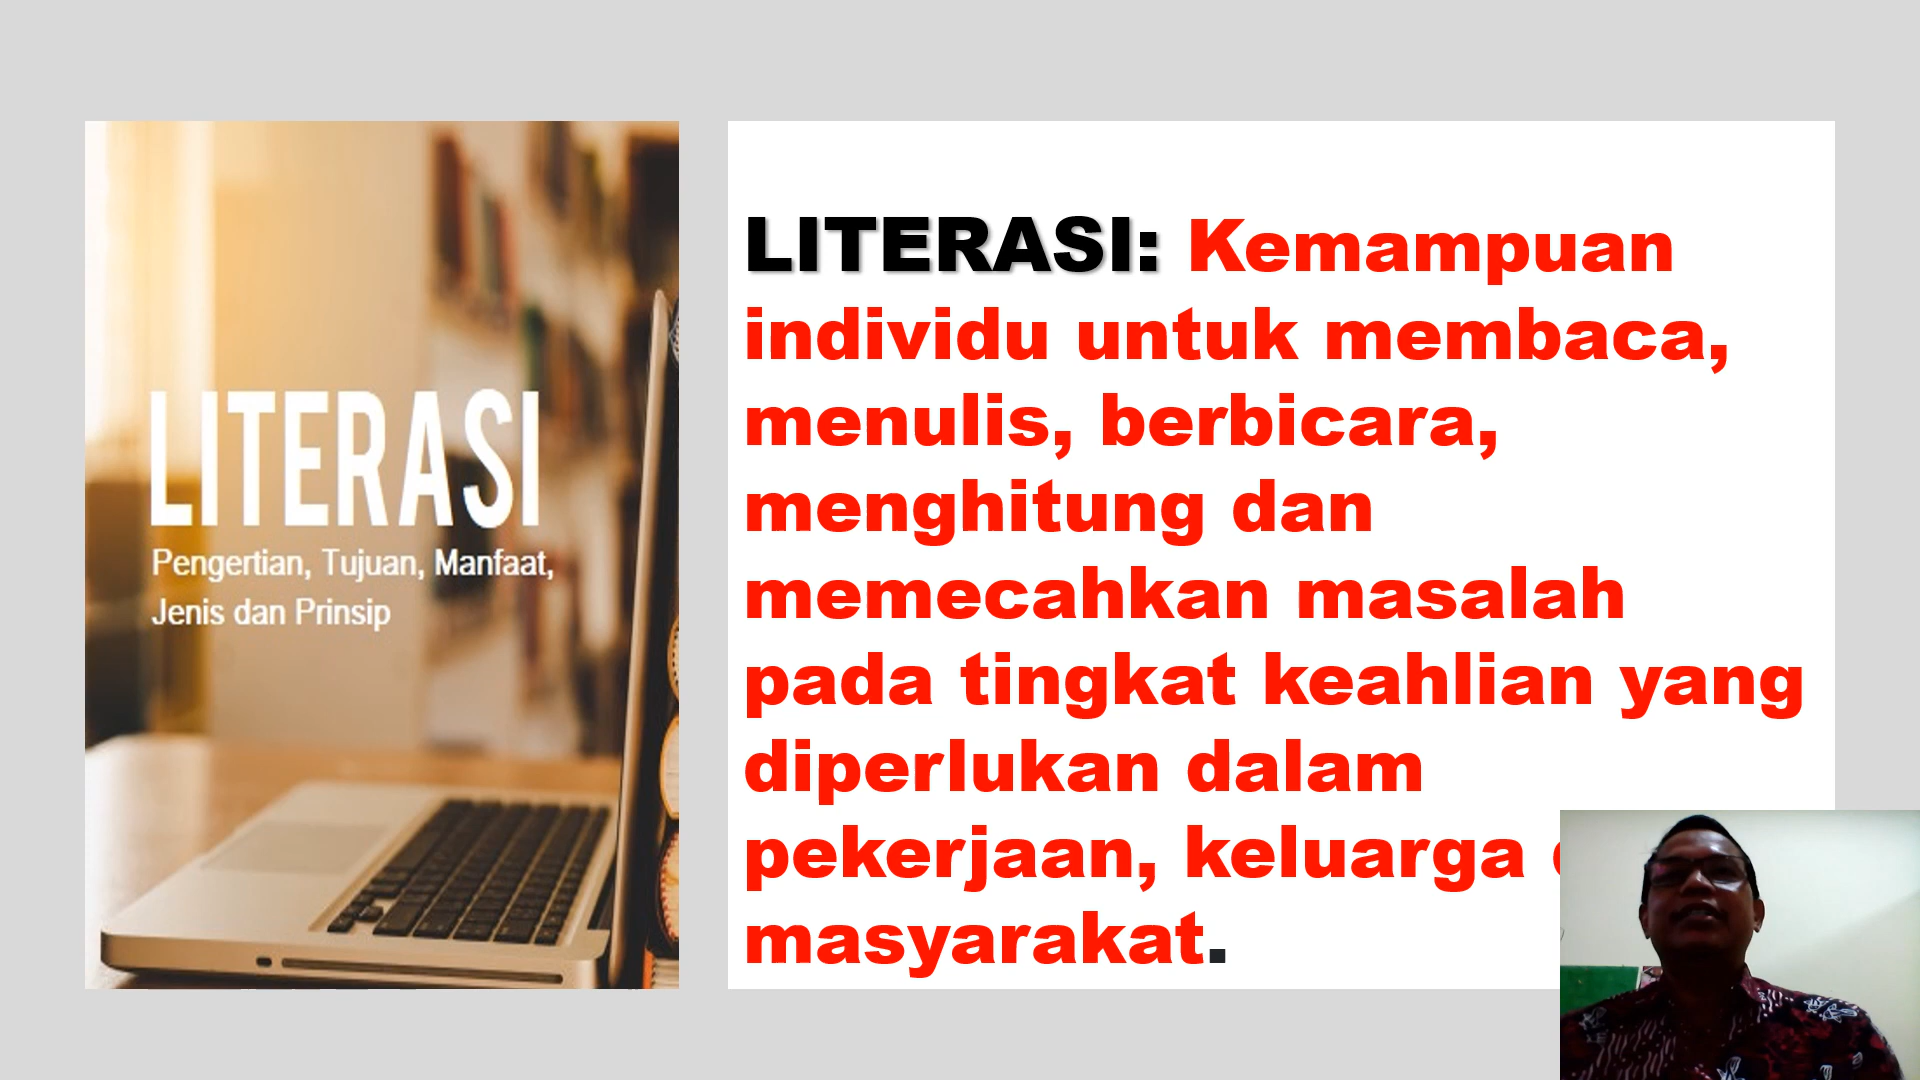 LITERASI
Pengertian, Tujuan, Manfaat,
Jenis dan Prinsip
LITERASI: Kemampuan
individu untuk membaca,
menulis, berbicara,
menghitung dan
memecahkan masalah
pada tingkat keahlian yang
diperlukan dalam
pekerjaan, keluarga
masyarakat.